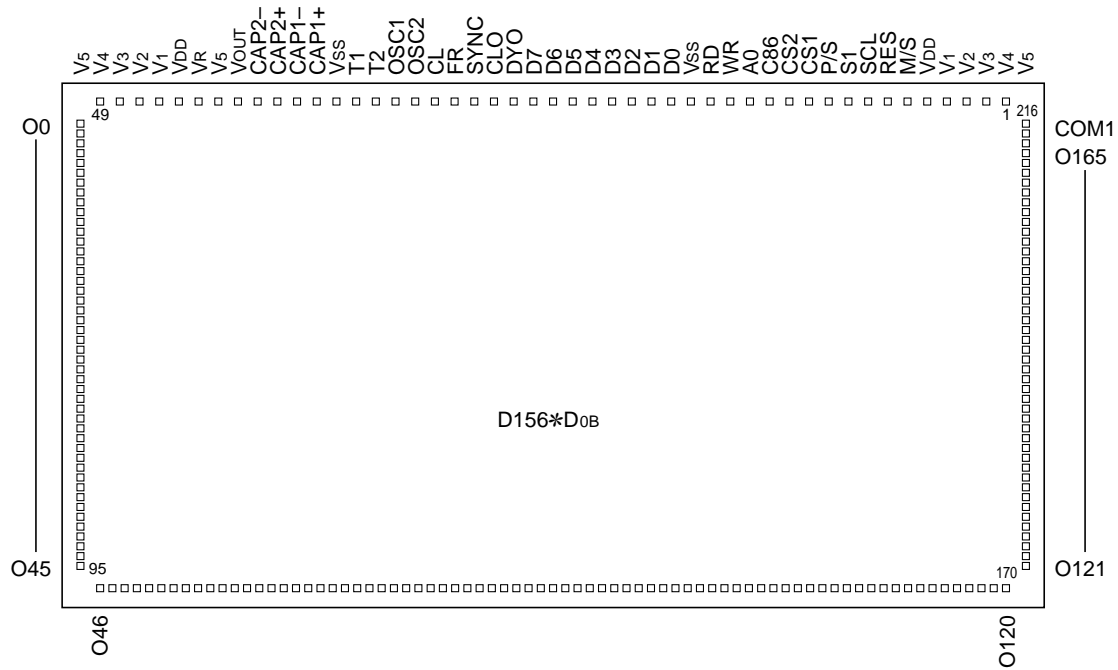 V5 V4 V3 V2 V1 VDD VR V5 VOUT CAP2– CAP2+ CAP1– CAP1+ VSS T1 T2 OSC1 OSC2 CL FR SYNC CLO DYO D7 D6 D5 D4 D3 D2 D1 D0 VSS RD WR A0 C86 CS2 CS1 P/S S1 SCL RES M/S VDD V1 V2 V3 V4 V5
49 1 216
O0 COM1
O165
D156*D0B
O45 95 170 O121
O46 O120